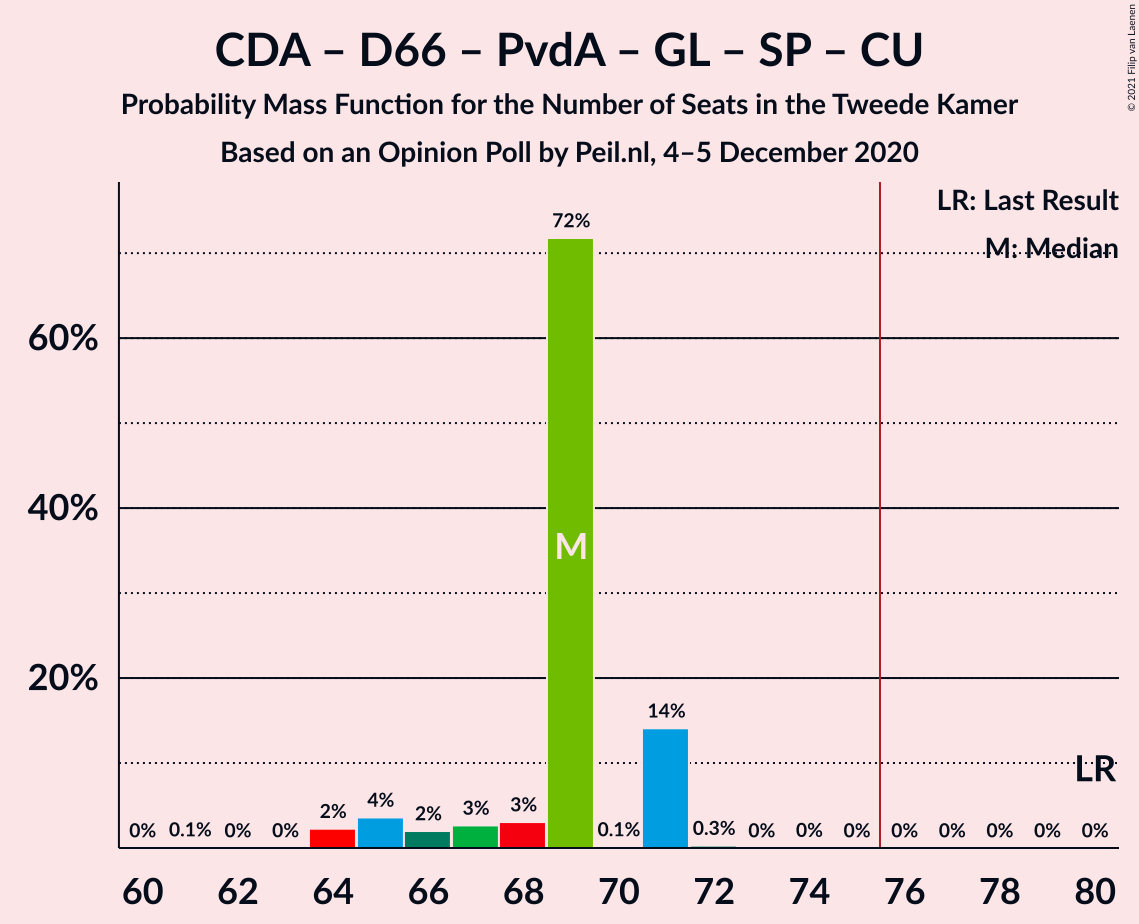 CDA – D66 – PvdA – GL – SP – CU
Probability Mass Function for the Number of Seats in the Tweede Kamer
Based on an Opinion Poll by Peil.nl, 4–5 December 2020
© 2021 Filip van Laenen
LR: Last Result
M: Median
72%
60%
M
40%
20%
14%
LR
0% 0.1% 0% 0% 2% 4% 2% 3% 3% 0.1% 0.3% 0% 0% 0% 0% 0% 0% 0% 0%
60 62 64 66 68 70 72 74 76 78 80